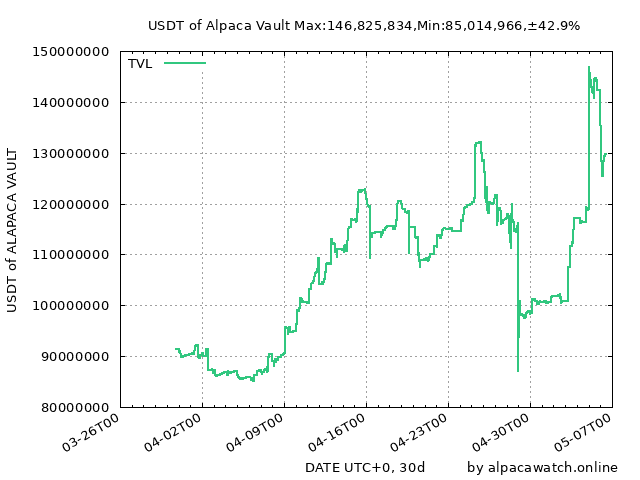 USDT of Alpaca Vault Max:146,825,834,Min:85,014,966,±42.9%
TVL
150000000
140000000
130000000
120000000
110000000
100000000
90000000
80000000
USDT of ALAPACA VAULT
03-26T00
04-02T00
04-09T00
04-16T00
04-23T00
04-30T00
05-07T00
DATE UTC+0, 30d
by alpacawatch.online